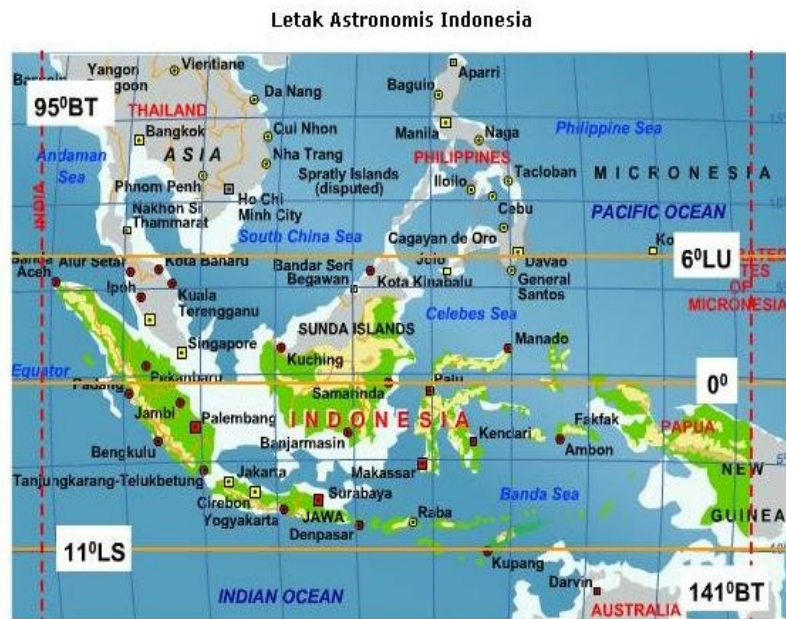 Letak Astronomis Indonesia
Yangon
Vientiane
Aparri
Baguio
95⁰BT
THAILAND
Da Nang
Bangkok
Qui Nhon
Manila
Naga
Philippine Sea
Andaman
Sea
ASIA
Nha Trang
PHILIPPINES
Phnom Penh
Spratly Islands
(disputed)
Iloilo
Tacloban
MICRONESIA
Ho Chi
Minh City
Cebu
PACIFIC OCEAN
INDIA
Nakhon Si
Thammarat
South China Sea
Cagayan de Oro
6⁰LU
Aceh
Alur Setar
Kota Baharu
Bandar Seri
Begawan
Jolo
Davao
General
Santos
Kota Kinabalu
OF
MICRONESIA
Ipoh
Kuala
Terengganu
Celebes Sea
SUNDA ISLANDS
Singapore
Manado
Equator
Kuching
Pekanbaru
Samarinda
Palu
0⁰
Padang
Jambi
Palembang
INDONESIA
Fakfak
PAPUA
Banjarmasin
Kendari
Ambon
Bengkulu
Makassar
NEW
GUINEA
Tanjungkarang-Telukbetung
Jakarta
Cirebon
Surabaya
Banda Sea
Yogyakarta
JAWA
Raba
Denpasar
11⁰LS
Kupang
Darvin
141⁰BT
INDIAN OCEAN
AUSTRALIA